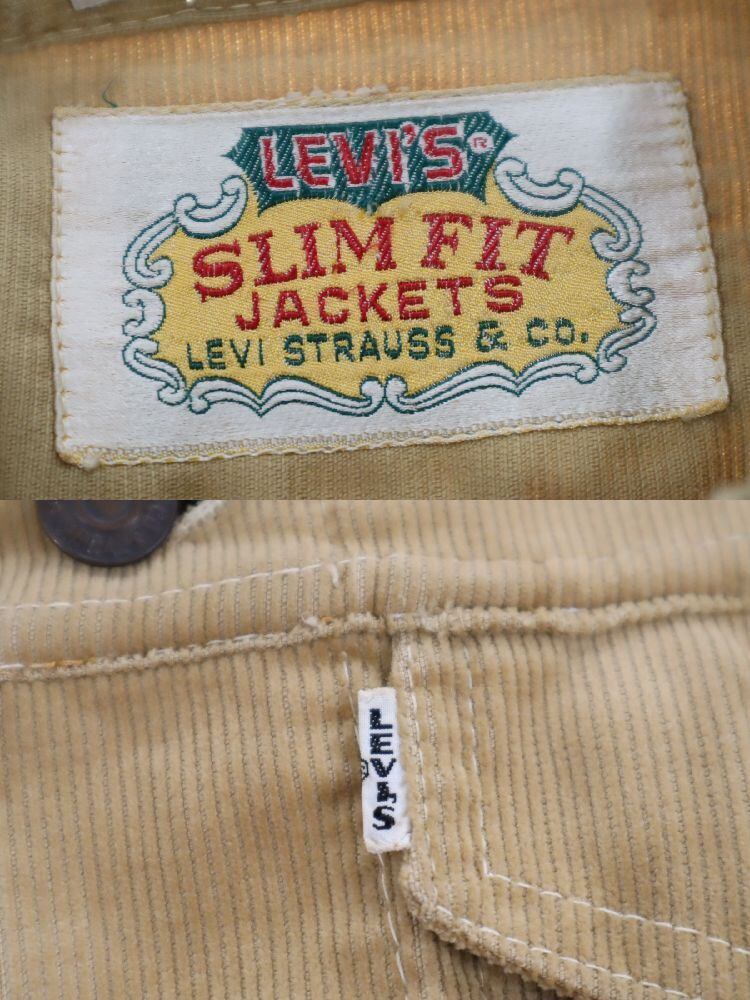 LEVI'S ®
SLIM FIT
JACKETS
LEVI STRAUSS & CO.
LEVI'S
®